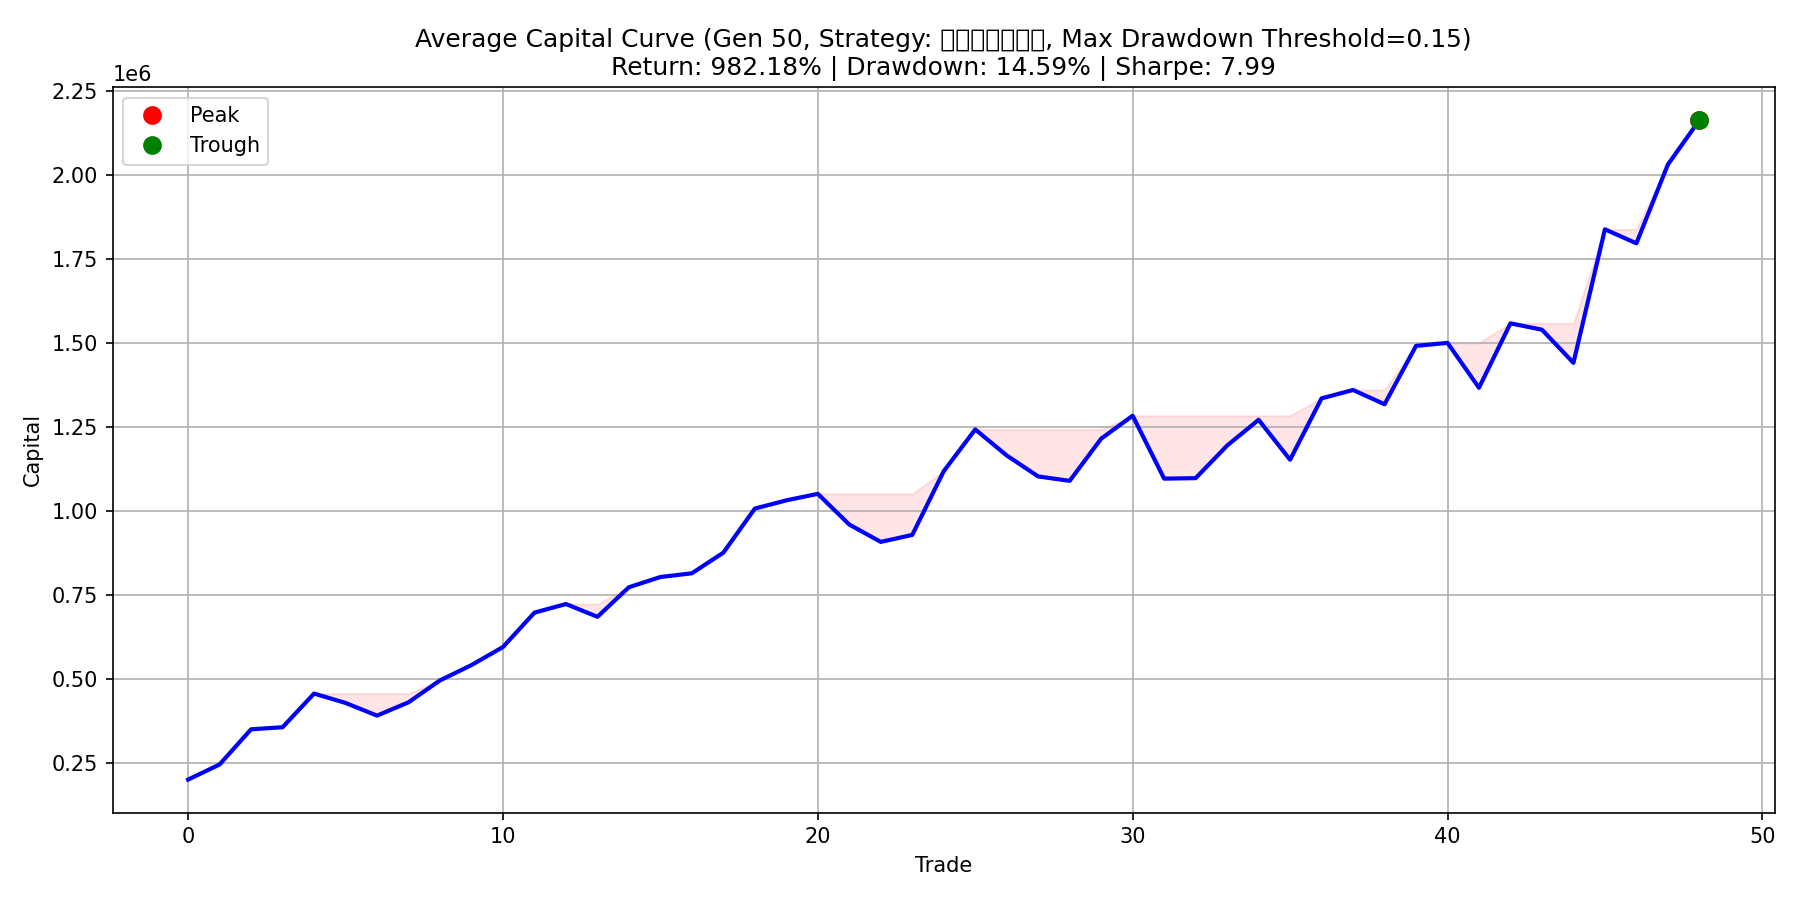 Average Capital Curve (Gen 50, Strategy: , Max Drawdown Threshold=0.15)
Return: 982.18% | Drawdown: 14.59% | Sharpe: 7.99
1e6
Peak
Trough
2.25
2.00
1.75
1.50
1.25
1.00
0.75
0.50
0.25
Capital
0 10 20 30 40 50
Trade